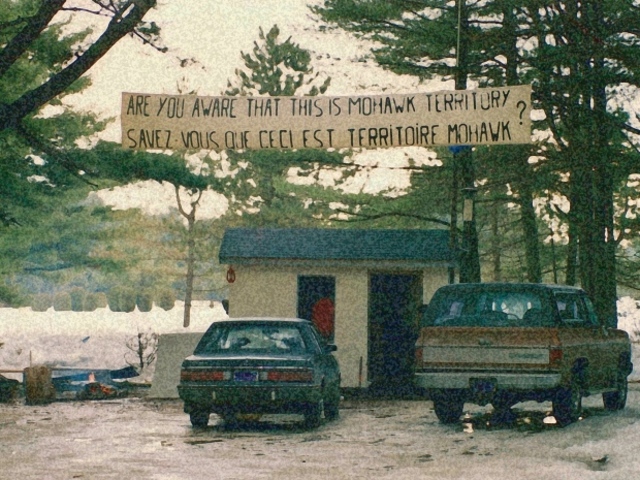 ARE YOU AWARE THAT THIS IS MOHAWK TERRITORY ?
SAVEZ-VOUS QUE CECI EST TERRITOIRE MOHAWK ?